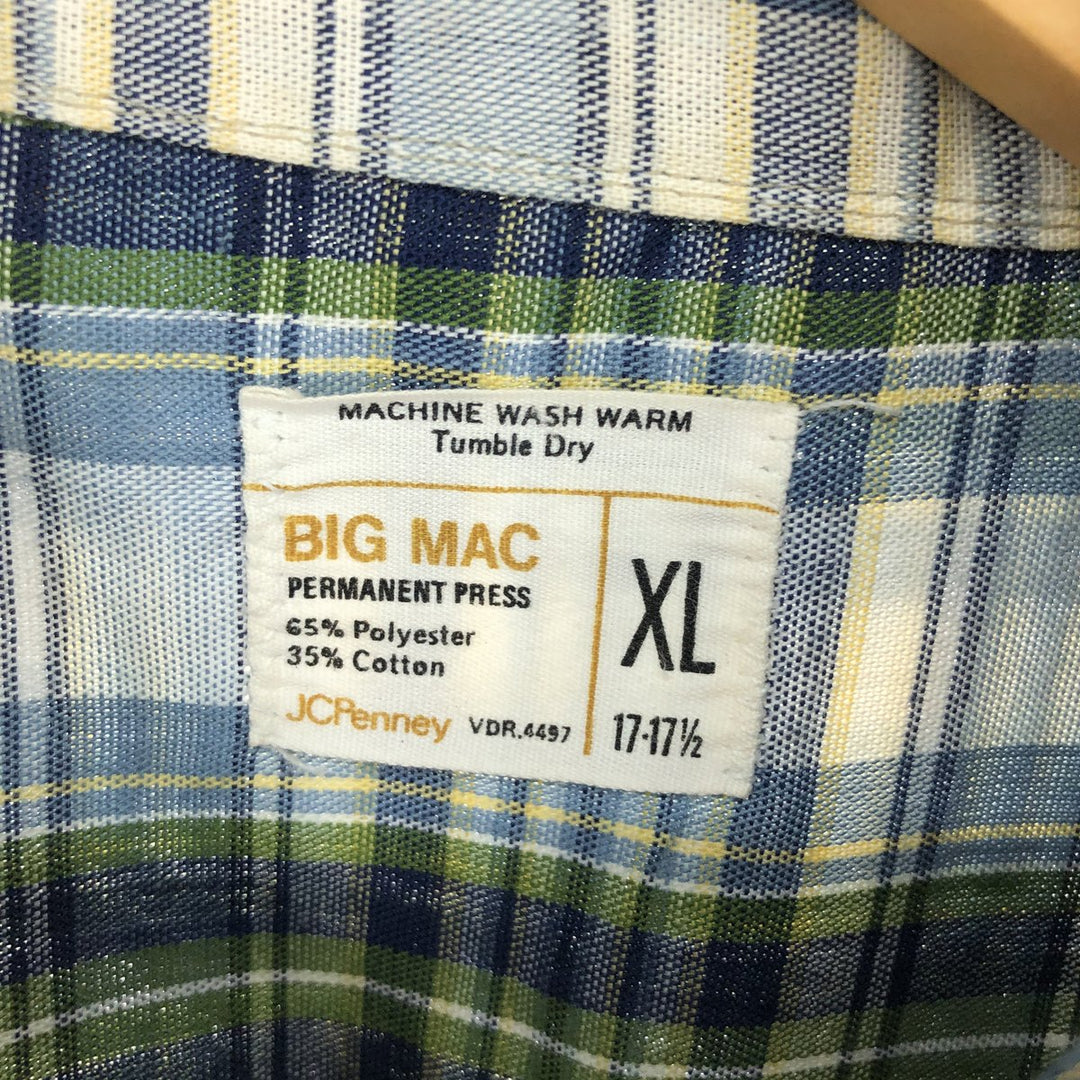 MACHINE WASH WARM
Tumble Dry
BIG MAC
PERMANENT PRESS
65% Polyester
35% Cotton
JCPenney VDR.4497
XL
17-17½